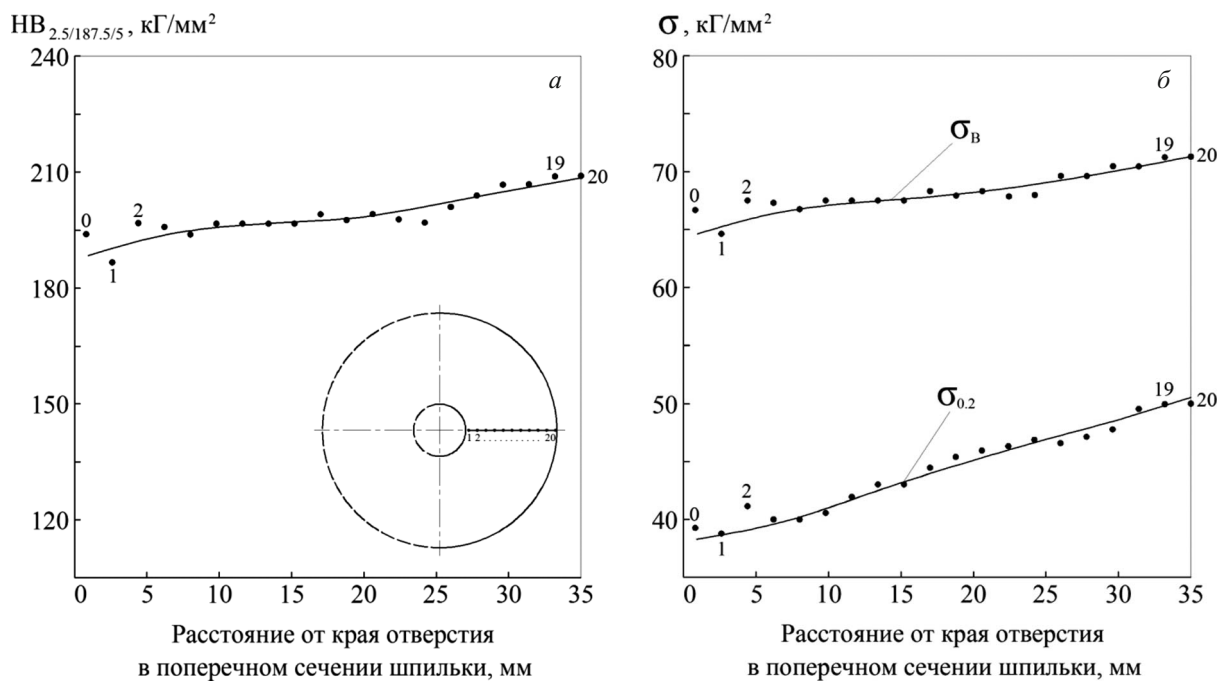 HB2.5/187.5/5 , кГ/мм²
240
210
180
150
120
а
0
1
2
19
20
1 2 . . . . . . . . . . 20
0 5 10 15 20 25 30 35
Расстояние от края отверстия
в поперечном сечении шпильки, мм
σ , кГ/мм²
80
70
60
50
40
б
σВ
0
1
2
19
20
σ0.2
0
1
2
19
20
0 5 10 15 20 25 30 35
Расстояние от края отверстия
в поперечном сечении шпильки, мм